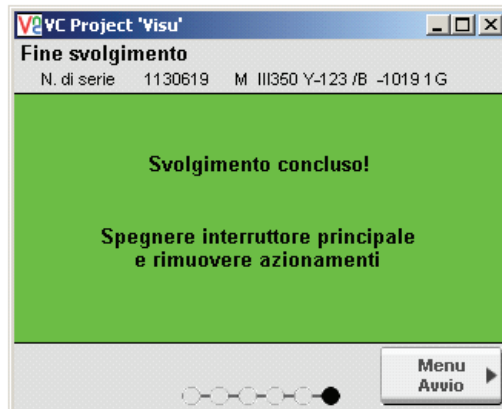 VC Project 'Visu'
Fine svolgimento
N. di serie 1130619 M III350 Y-123 /B -1019 1 G
Svolgimento concluso!
Spegnere interruttore principale
e rimuovere azionamenti
Menu
Avvio